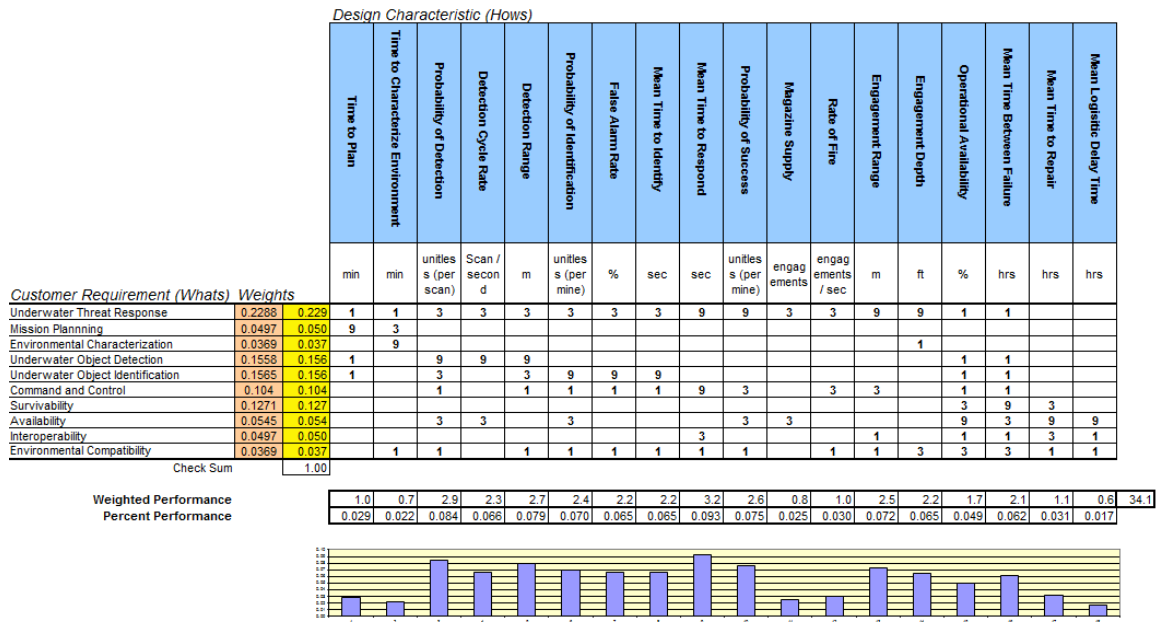 Design Characteristic (Hows)
Time to Plan
Time to Characterize Environment
Probability of Detection
Detection Cycle Rate
Detection Range
Probability of Identification
False Alarm Rate
Mean Time to Identify
Mean Time to Respond
Probability of Success
Magazine Supply
Rate of Fire
Engagement Range
Engagement Depth
Operational Availability
Mean Time Between Failure
Mean Time to Repair
Mean Logisitic Delay Time
min min unitles s (per scan) Scan / secon d m unitles s (per mine) % sec sec unitles s (per mine) engag ements engag ements / sec m ft % hrs hrs hrs
Customer Requirement (Whats) Weights
Underwater Threat Response 0.2288 0.229 1 1 3 3 3 3 3 3 9 9 3 3 9 9 1 1
Mission Plannning 0.0497 0.050 9 3
Environmental Characterization 0.0369 0.037 9 1
Underwater Object Detection 0.1558 0.156 1 9 9 9 1 1
Underwater Object Identification 0.1565 0.156 1 3 3 9 9 9 1 1
Command and Control 0.104 0.104 1 1 1 1 1 9 3 3 3 1 1
Survivability 0.1271 0.127 3 9 3
Availability 0.0545 0.054 3 3 3 3 3 9 3 9 9
Interoperability 0.0497 0.050 3 1 1 1 3 1
Environmental Compatibility 0.0369 0.037 1 1 1 1 1 1 1 1 1 1 3 3 3 1 1
Check Sum 1.00
Weighted Performance 1.0 0.7 2.9 2.3 2.7 2.4 2.2 2.2 3.2 2.6 0.8 1.0 2.5 2.2 1.7 2.1 1.1 0.6 34.1
Percent Performance 0.029 0.022 0.084 0.066 0.079 0.070 0.065 0.065 0.093 0.075 0.025 0.030 0.072 0.065 0.049 0.062 0.031 0.017